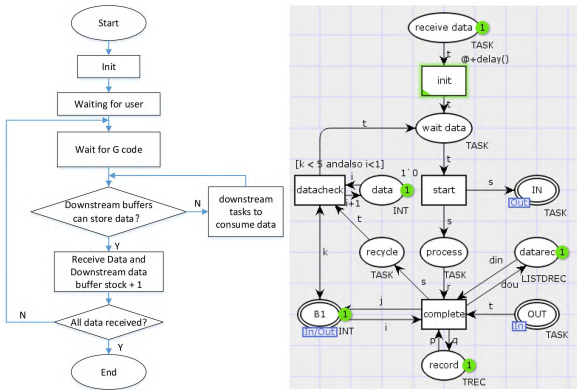 Start
Init
Waiting for user
Wait for G code
Downstream buffers
can store data?
N
downstream
tasks to
consume data
Y
Receive Data and
Downstream data
buffer stock + 1
N
All data received?
Y
End
receive data
1
TASK
t
@+delay()
init
t
t
wait data
TASK
[k < 5 andalso i<1]
t
1`0
datacheck
i
i+1
data
1
INT
start
s
IN
Out
TASK
t
s
k
recycle
TASK
process
TASK
din
datarec
1
LISTDREC
s
r
dou
j
B1
1
In/Out
INT
i
complete
t
OUT
In
TASK
p
q
record
1
TREC